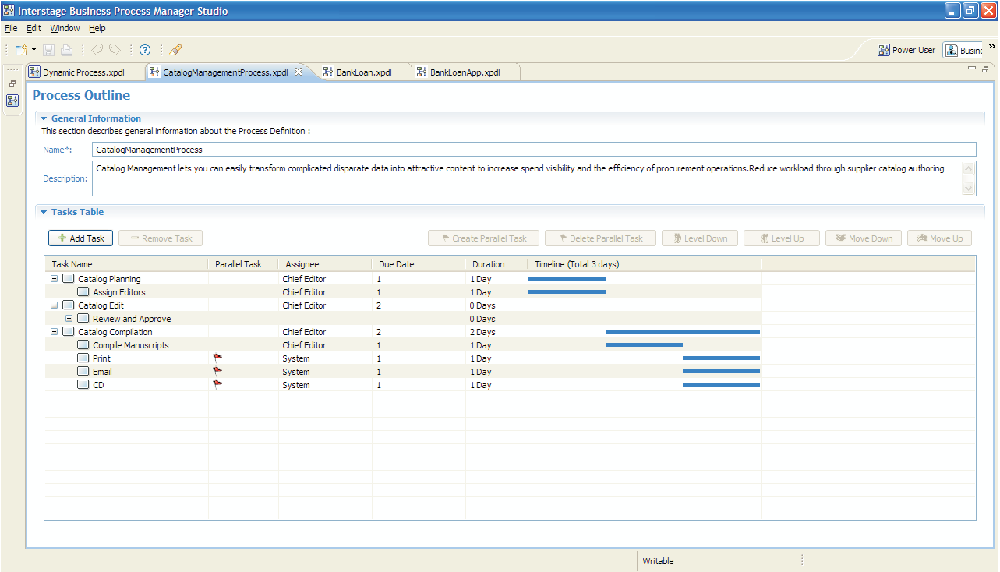 Interstage Business Process Manager Studio
File Edit Window Help
Power User Busine »
Dynamic Process.xpdl CatalogManagementProcess.xpdl BankLoan.xpdl BankLoanApp.xpdl
Process Outline
General Information
This section describes general information about the Process Definition :
Name*: CatalogManagementProcess
Description: Catalog Management lets you can easily transform complicated disparate data into attractive content to increase spend visibility and the efficiency of procurement operations.Reduce workload through supplier catalog authoring
Tasks Table
Add Task Remove Task Create Parallel Task Delete Parallel Task Level Down Level Up Move Down Move Up
Task Name Parallel Task Assignee Due Date Duration Timeline (Total 3 days)
Catalog Planning Chief Editor 1 1 Day
Assign Editors Chief Editor 1 1 Day
Catalog Edit Chief Editor 2 0 Days
Review and Approve 0 Days
Catalog Compilation Chief Editor 2 2 Days
Compile Manuscripts Chief Editor 1 1 Day
Print System 1 1 Day
Email System 1 1 Day
CD System 1 1 Day
Writable